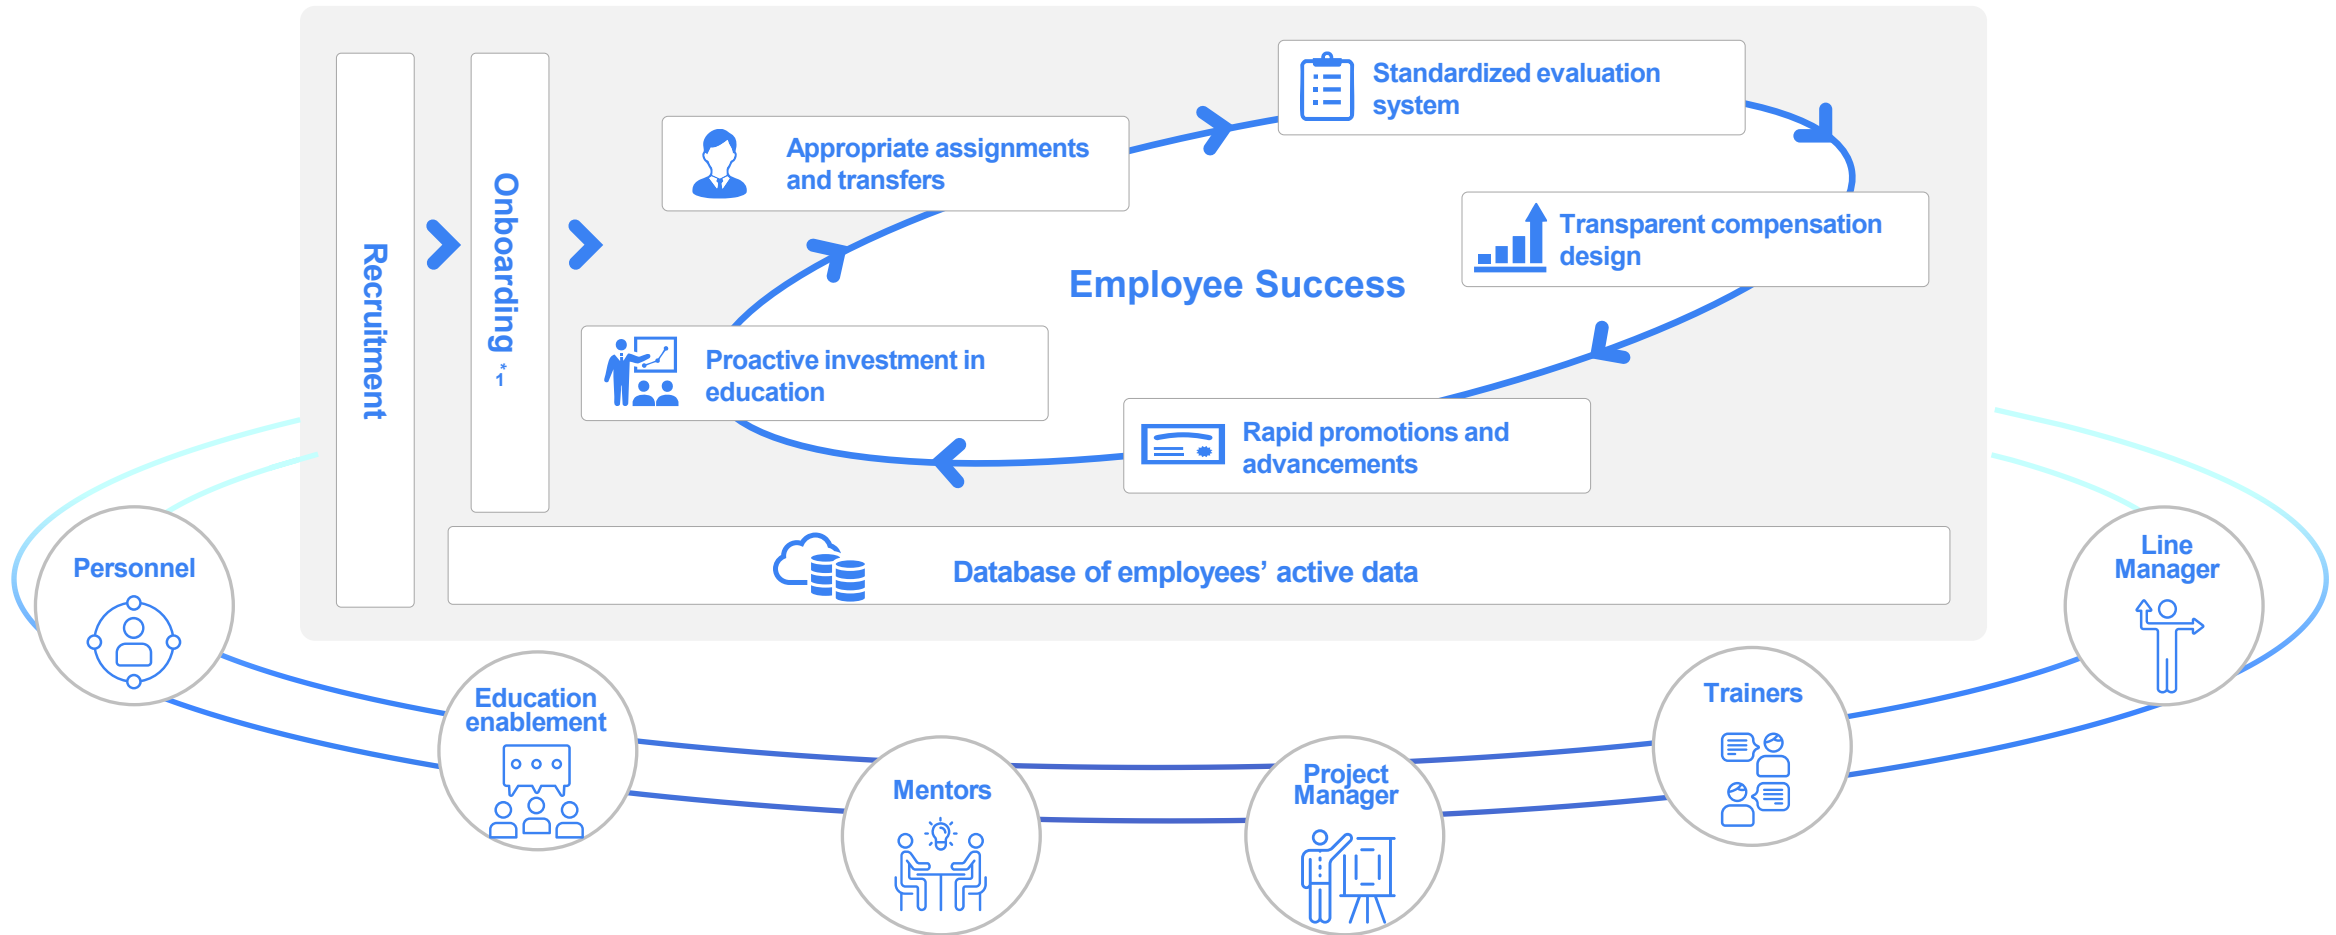 Recruitment
Onboarding *1
Appropriate assignments
and transfers
Standardized evaluation
system
Transparent compensation
design
Employee Success
Proactive investment in
education
Rapid promotions and
advancements
Database of employees’ active data
Personnel
Education
enablement
Mentors
Project
Manager
Trainers
Line
Manager